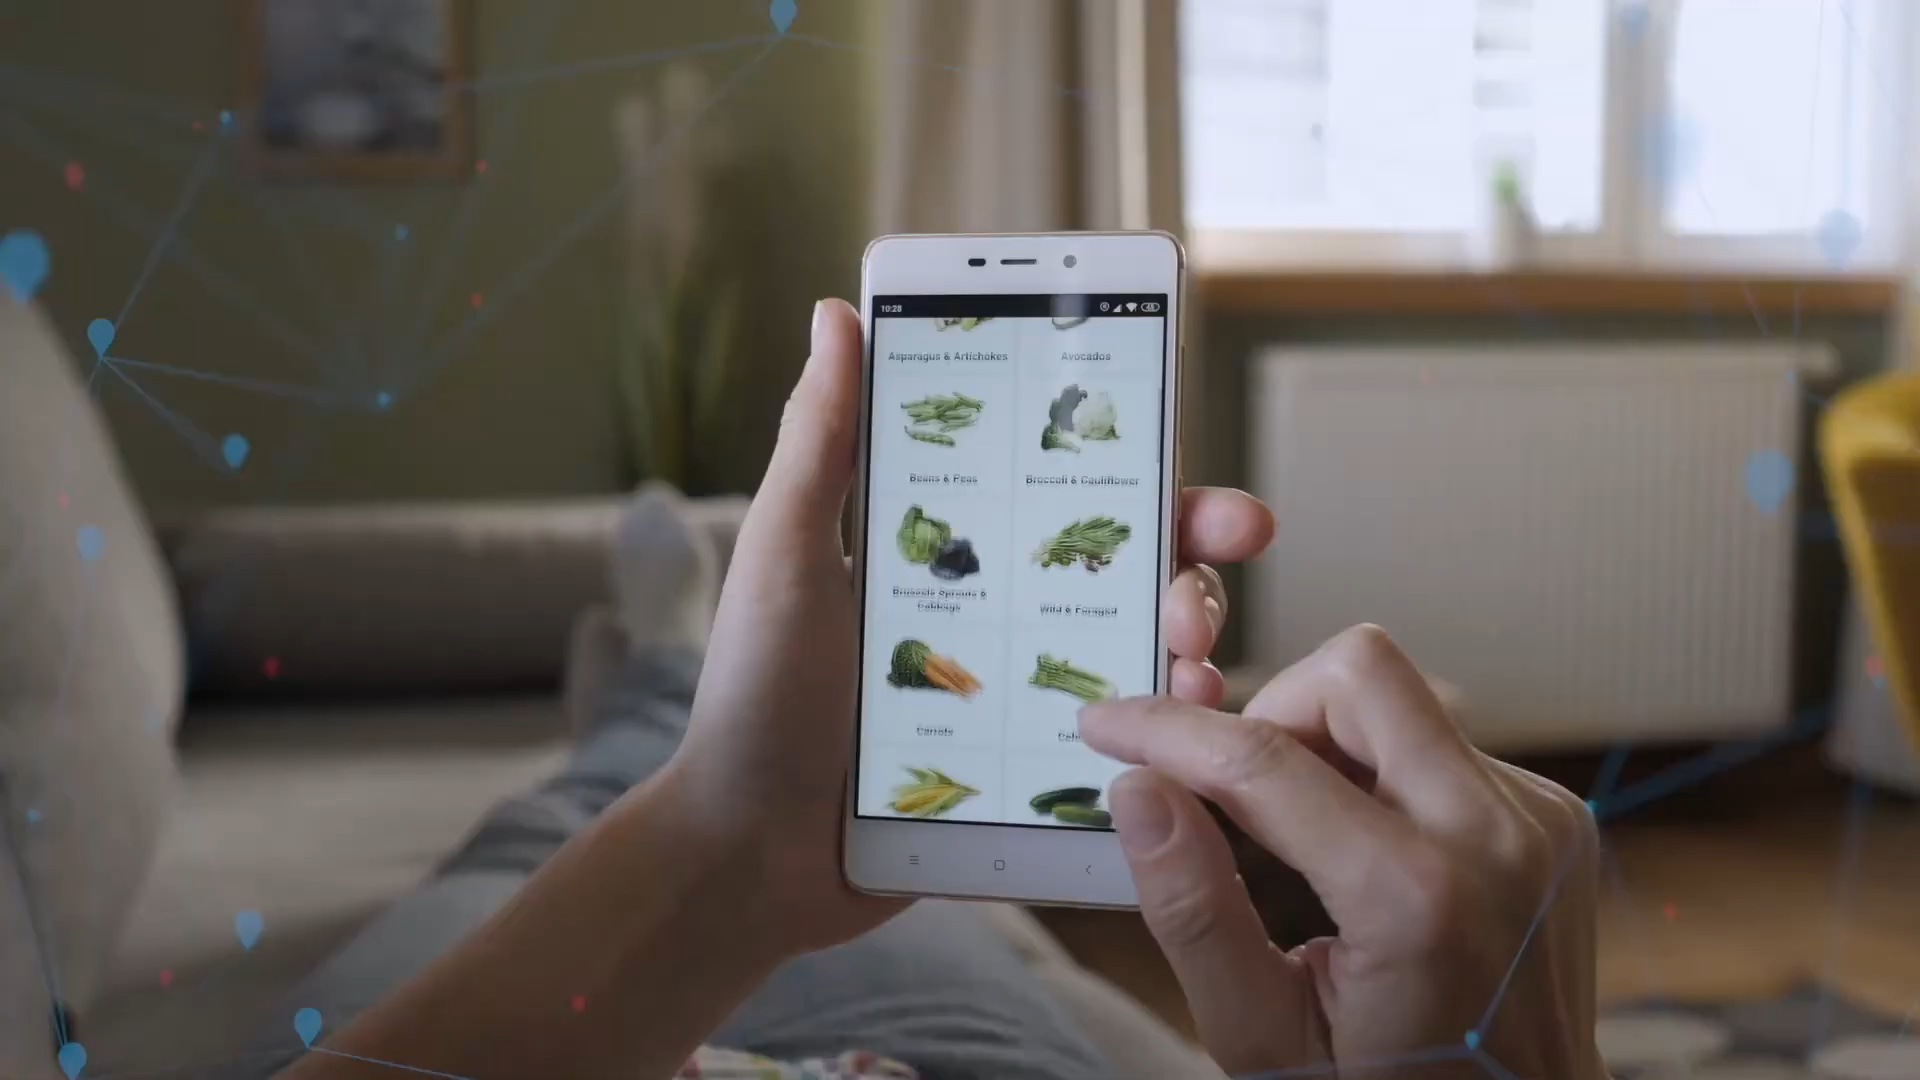 10:28
Asparagus & Artichokes
Avocados
Beans & Peas
Broccoli & Cauliflower
Brussels Sprouts &
Cabbage
Wild & Foraged
Carrots